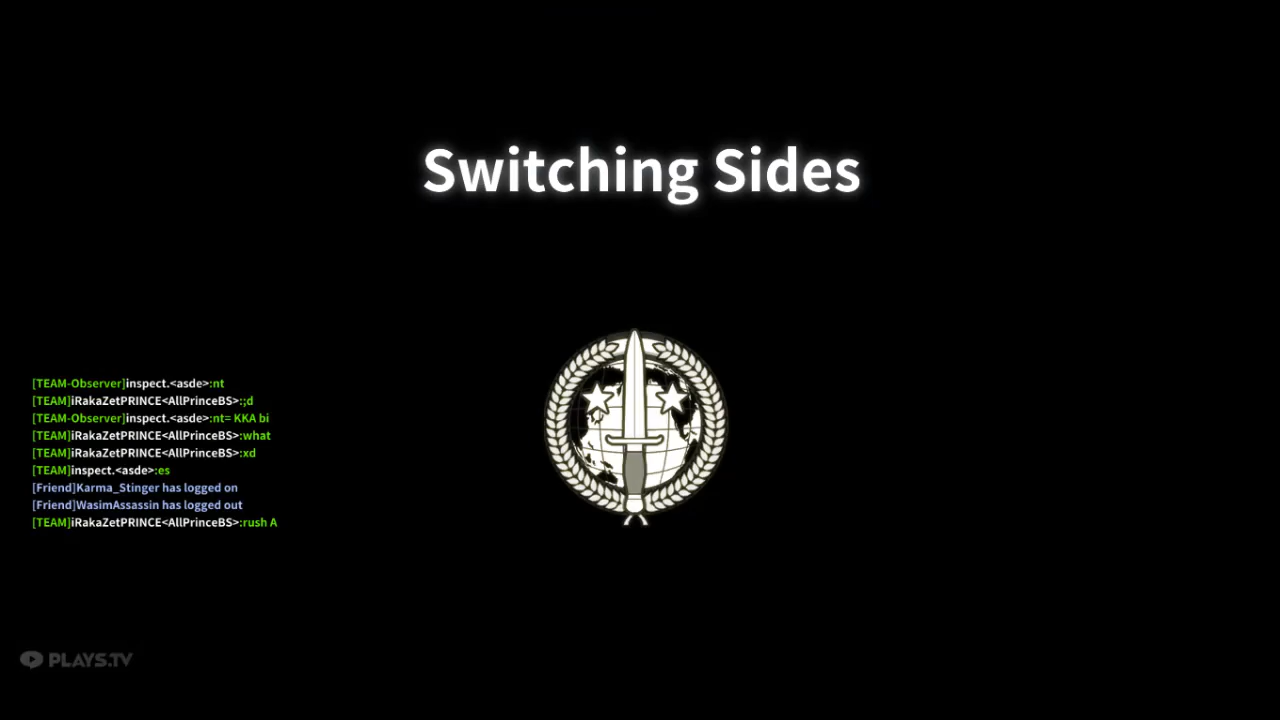 Switching Sides
[TEAM-Observer]inspect.<asde>:nt
[TEAM]iRakaZetPRINCE<AllPrinceBS>:;d
[TEAM-Observer]inspect.<asde>:nt= KKA bi
[TEAM]iRakaZetPRINCE<AllPrinceBS>:what
[TEAM]iRakaZetPRINCE<AllPrinceBS>:xd
[TEAM]inspect.<asde>:es
[Friend]Karma_Stinger has logged on
[Friend]WasimAssassin has logged out
[TEAM]iRakaZetPRINCE<AllPrinceBS>:rush A
PLAYS.TV